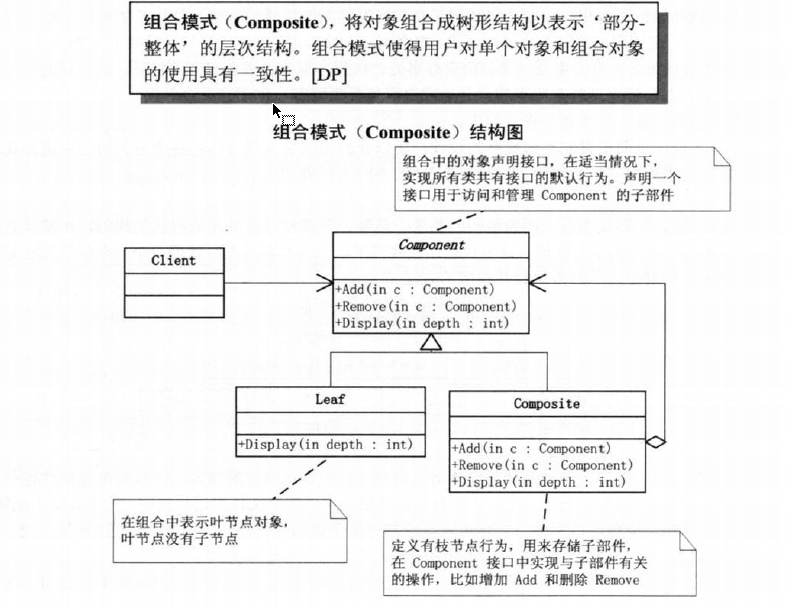 组合模式（Composite），将对象组合成树形结构以表示‘部分-
整体’的层次结构。组合模式使得用户对单个对象和组合对象
的使用具有一致性。[DP]
组合模式（Composite）结构图
组合中的对象声明接口，在适当情况下，
实现所有类共有接口的默认行为。声明一个
接口用于访问和管理 Component 的子部件
Client
Component
+Add(in c : Component)
+Remove(in c : Component)
+Display(in depth : int)
Leaf
+Display(in depth : int)
Composite
+Add(in c : Component)
+Remove(in c : Component)
+Display(in depth : int)
在组合中表示叶节点对象，
叶节点没有子节点
定义有枝节点行为，用来存储子部件，
在 Component 接口中实现与子部件有关
的操作，比如增加 Add 和删除 Remove